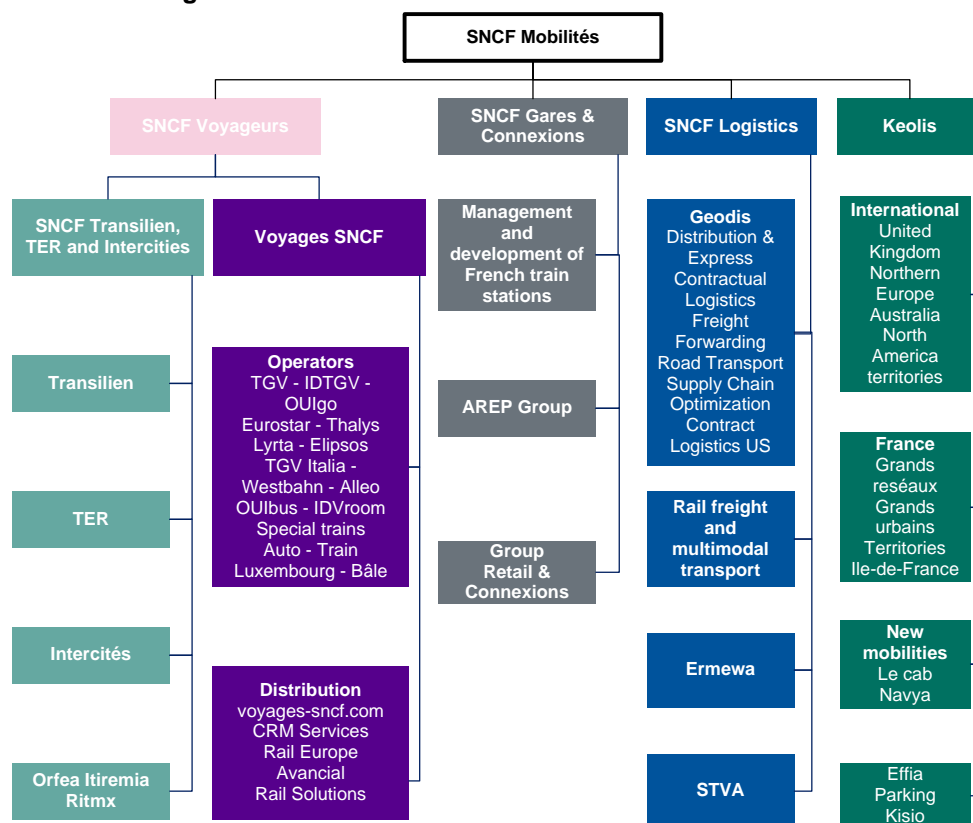 SNCF Mobilités
SNCF Voyageurs
SNCF Gares &
Connexions
SNCF Logistics
Keolis
SNCF Transilien,
TER and Intercities
Voyages SNCF
Management
and
development of
French train
stations
Geodis
Distribution &
Express
Contractual
Logistics
Freight
Forwarding
Road Transport
Supply Chain
Optimization
Contract
Logistics US
International
United
Kingdom
Northern
Europe
Australia
North
America
territories
Transilien
Operators
TGV - IDTGV -
OUIgo
Eurostar - Thalys
Lyrta - Elipsos
TGV Italia -
Westbahn - Alleo
OUIbus - IDVroom
Special trains
Auto - Train
Luxembourg - Bâle
AREP Group
France
Grands
reséaux
Grands
urbains
Territories
Ile-de-France
TER
Rail freight
and
multimodal
transport
Group
Retail &
Connexions
Intercités
Ermewa
New
mobilities
Le cab
Navya
Distribution
voyages-sncf.com
CRM Services
Rail Europe
Avancial
Rail Solutions
Orfea Itiremia
Ritmx
STVA
Effia
Parking
Kisio